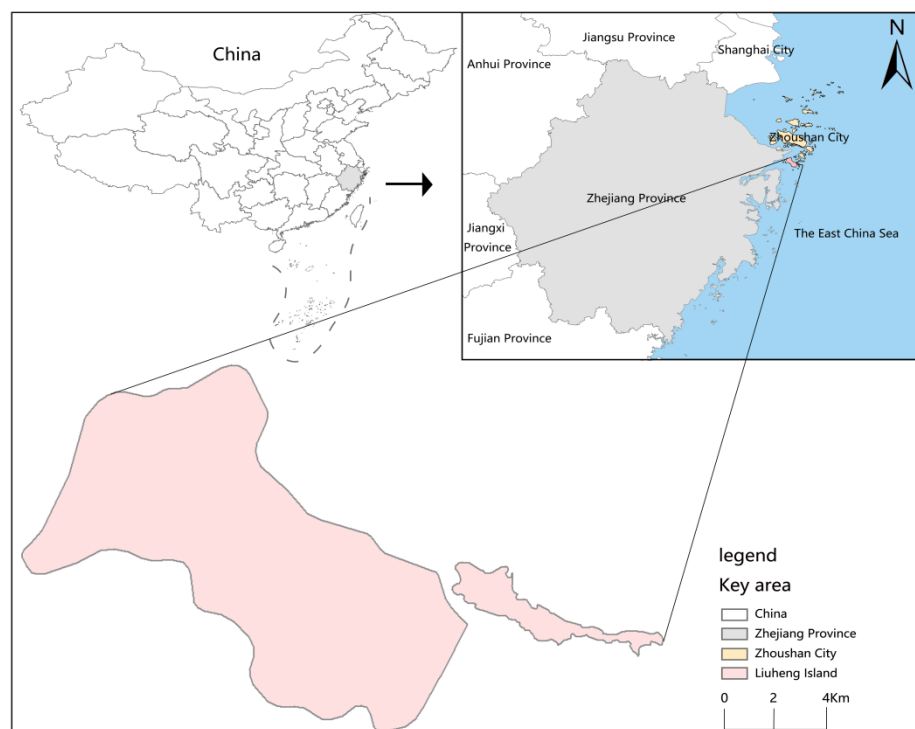 China
Jiangsu Province
Shanghai City
N
Anhui Province
Zhoushan City
Zhejiang Province
Jiangxi
Province
The East China Sea
Fujian Province
legend
Key area
China
Zhejiang Province
Zhoushan City
Liuheng Island
0 2 4Km